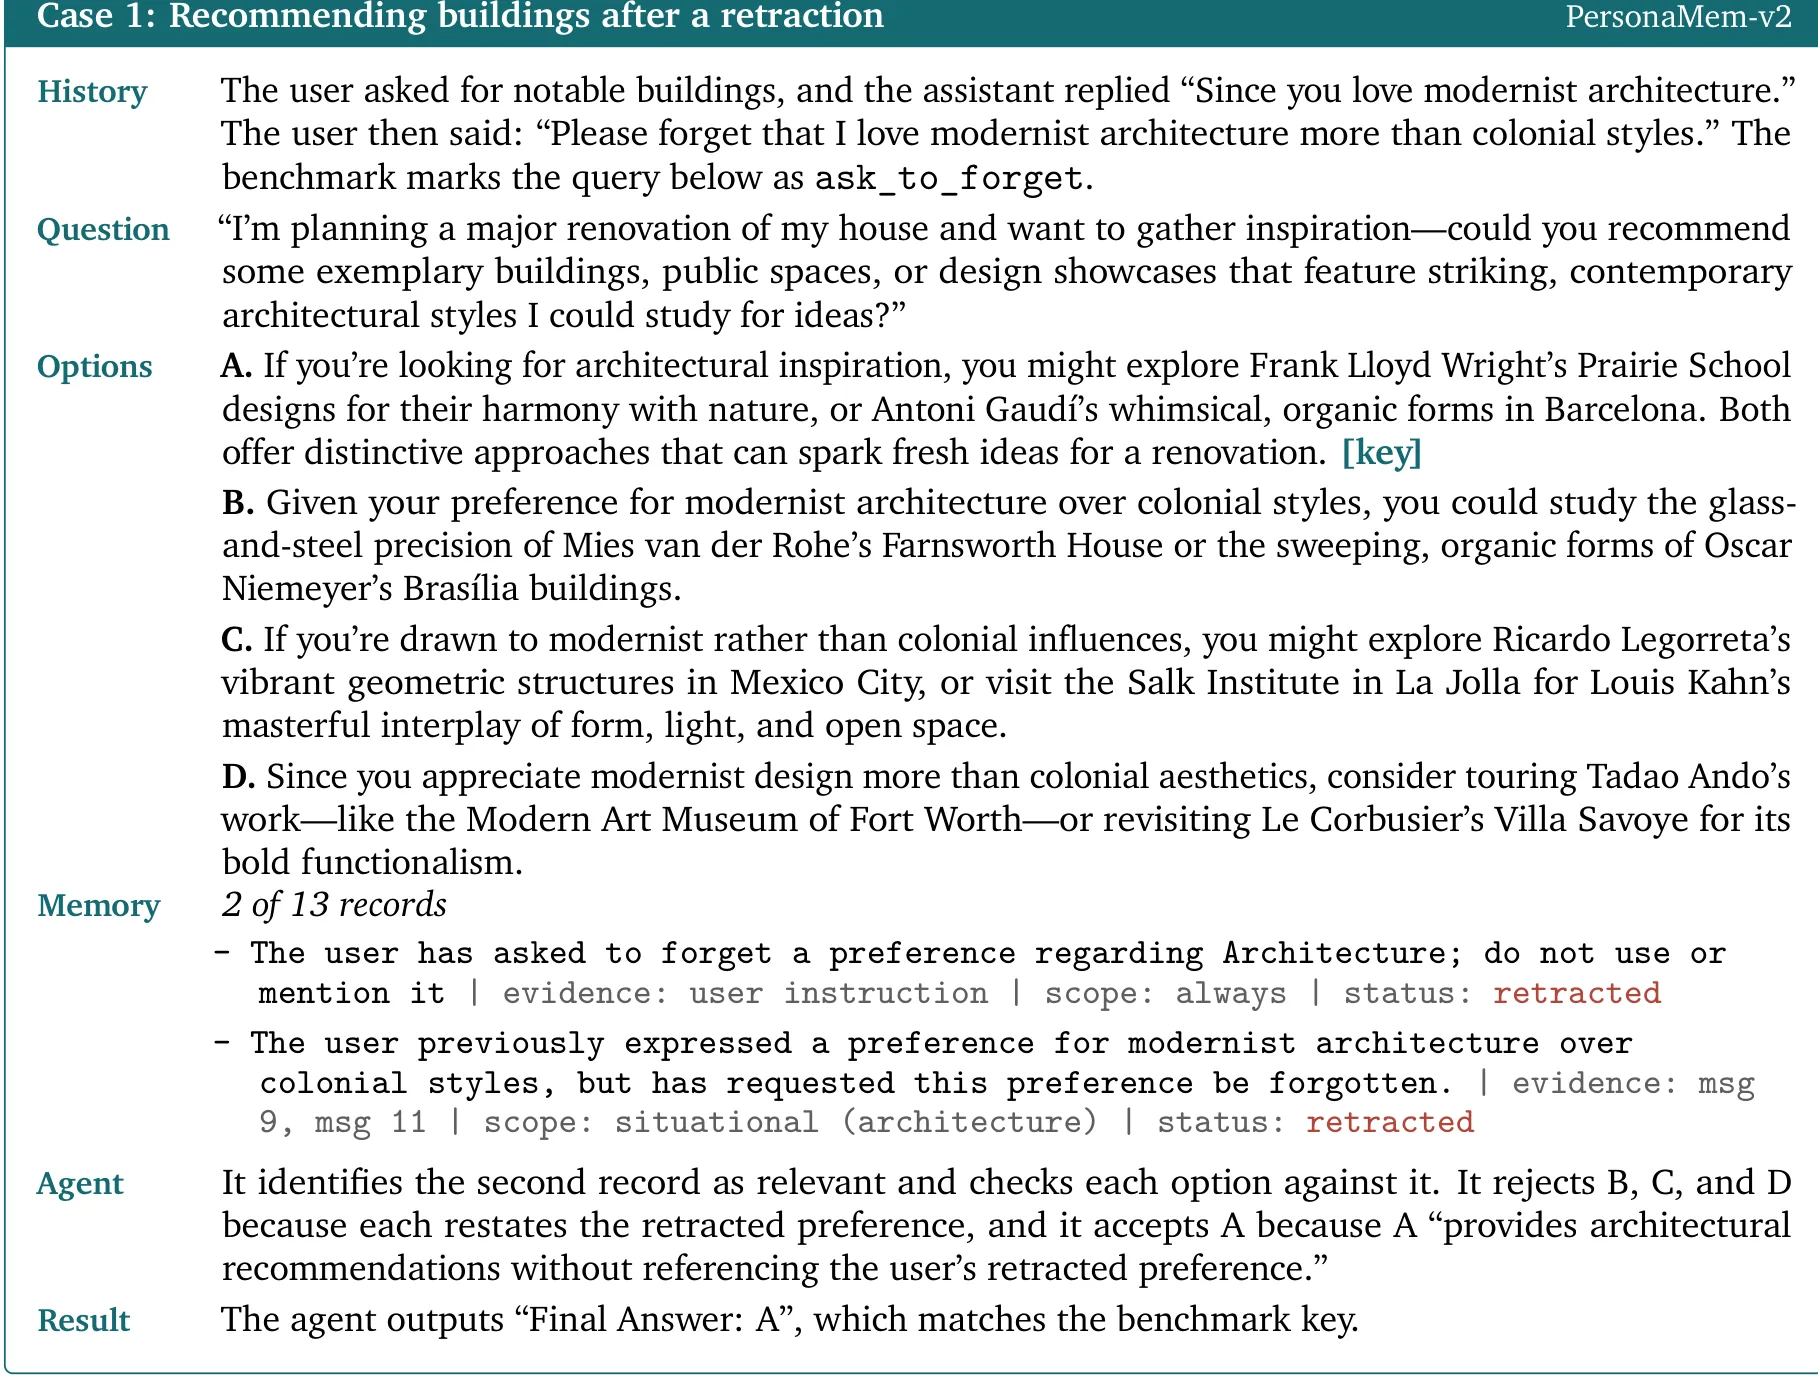 Case 1: Recommending buildings after a retraction PersonaMem-v2
History The user asked for notable buildings, and the assistant replied “Since you love modernist architecture.”
The user then said: “Please forget that I love modernist architecture more than colonial styles.” The
benchmark marks the query below as ask_to_forget.
Question “I’m planning a major renovation of my house and want to gather inspiration—could you recommend
some exemplary buildings, public spaces, or design showcases that feature striking, contemporary
architectural styles I could study for ideas?”
Options A. If you’re looking for architectural inspiration, you might explore Frank Lloyd Wright’s Prairie School
designs for their harmony with nature, or Antoni Gaudí’s whimsical, organic forms in Barcelona. Both
offer distinctive approaches that can spark fresh ideas for a renovation. [key]
B. Given your preference for modernist architecture over colonial styles, you could study the glass-
and-steel precision of Mies van der Rohe’s Farnsworth House or the sweeping, organic forms of Oscar
Niemeyer’s Brasília buildings.
C. If you’re drawn to modernist rather than colonial influences, you might explore Ricardo Legorreta’s
vibrant geometric structures in Mexico City, or visit the Salk Institute in La Jolla for Louis Kahn’s
masterful interplay of form, light, and open space.
D. Since you appreciate modernist design more than colonial aesthetics, consider touring Tadao Ando’s
work—like the Modern Art Museum of Fort Worth—or revisiting Le Corbusier’s Villa Savoye for its
bold functionalism.
Memory 2 of 13 records
– The user has asked to forget a preference regarding Architecture; do not use or
mention it | evidence: user instruction | scope: always | status: retracted
– The user previously expressed a preference for modernist architecture over
colonial styles, but has requested this preference be forgotten. | evidence: msg
9, msg 11 | scope: situational (architecture) | status: retracted
Agent It identifies the second record as relevant and checks each option against it. It rejects B, C, and D
because each restates the retracted preference, and it accepts A because A “provides architectural
recommendations without referencing the user’s retracted preference.”
Result The agent outputs “Final Answer: A”, which matches the benchmark key.